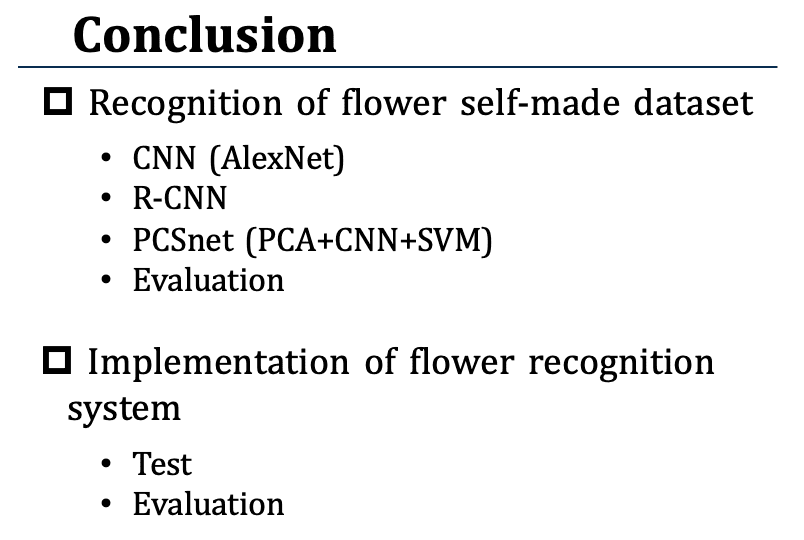 Conclusion
Recognition of flower self-made dataset
• CNN (AlexNet)
• R-CNN
• PCSnet (PCA+CNN+SVM)
• Evaluation
Implementation of flower recognition
system
• Test
• Evaluation